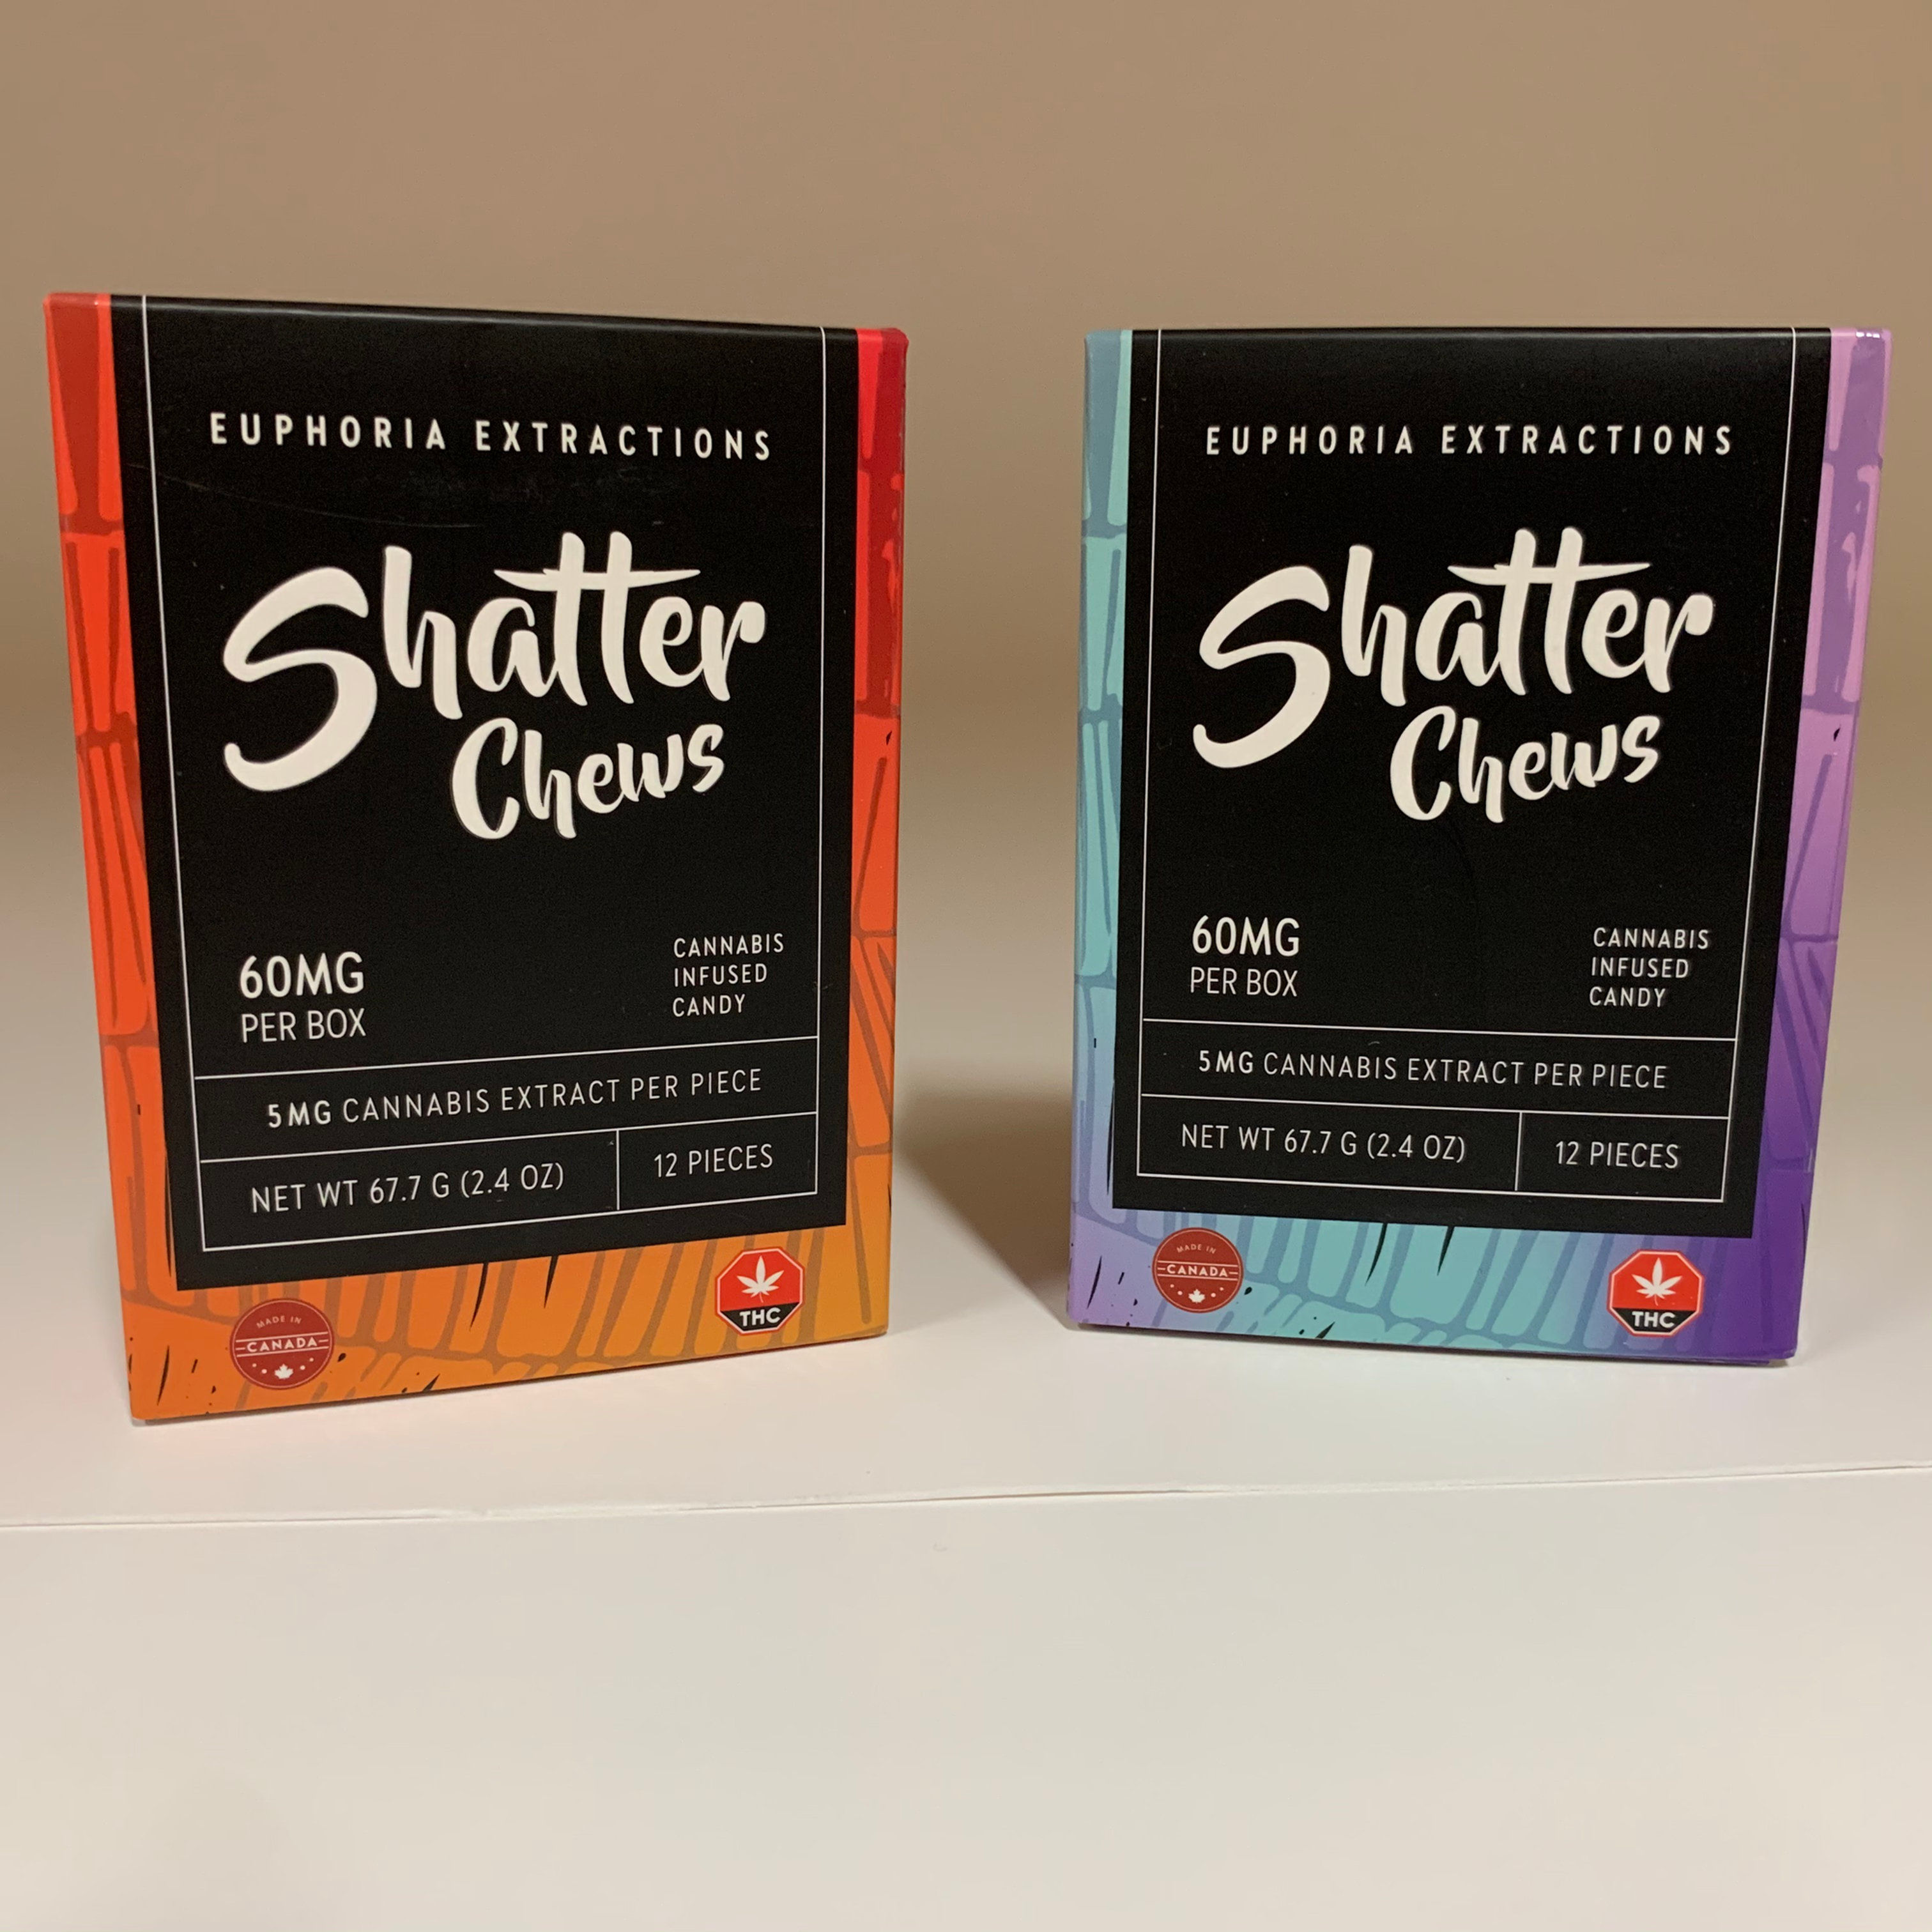 EUPHORIA EXTRACTIONS
Shatter
Chews
60MG
PER BOX
CANNABIS
INFUSED
CANDY
5MG CANNABIS EXTRACT PER PIECE
NET WT 67.7 G (2.4 OZ)
12 PIECES
MADE IN
CANADA
THC
EUPHORIA EXTRACTIONS
Shatter
Chews
60MG
PER BOX
CANNABIS
INFUSED
CANDY
5MG CANNABIS EXTRACT PER PIECE
NET WT 67.7 G (2.4 OZ)
12 PIECES
MADE IN
CANADA
THC